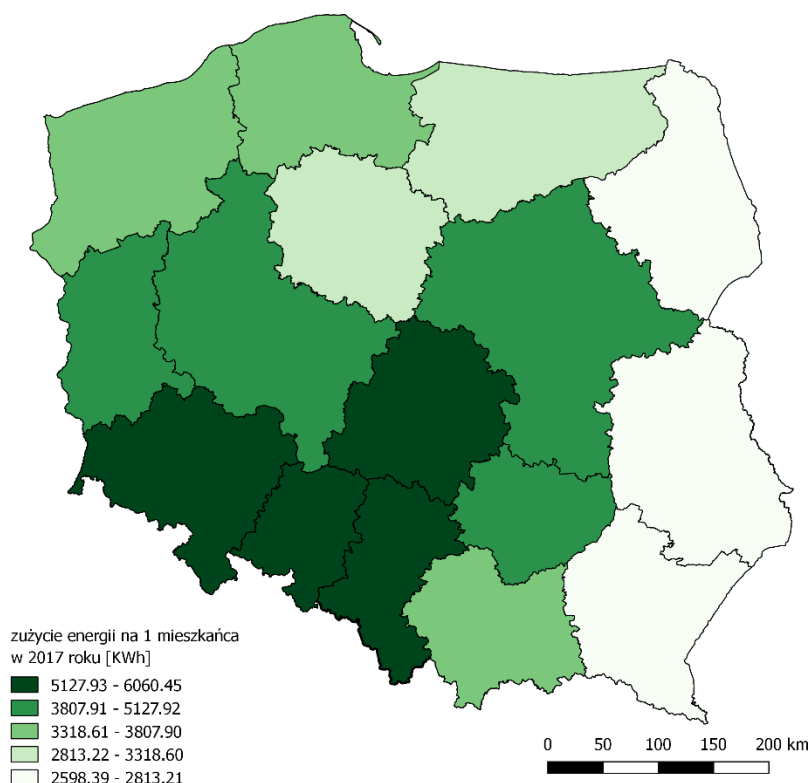 zużycie energii na 1 mieszkańca
w 2017 roku [KWh]
5127.93 - 6060.45
3807.91 - 5127.92
3318.61 - 3807.90
2813.22 - 3318.60
2598.39 - 2813.21
0 50 100 150 200 km